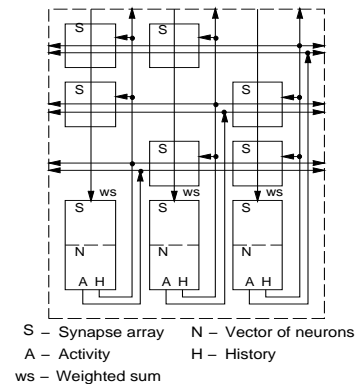 S S
S S
S S
ws ws ws
S S S
N N N
A H A H A H
S – Synapse array N – Vector of neurons
A – Activity H – History
ws – Weighted sum